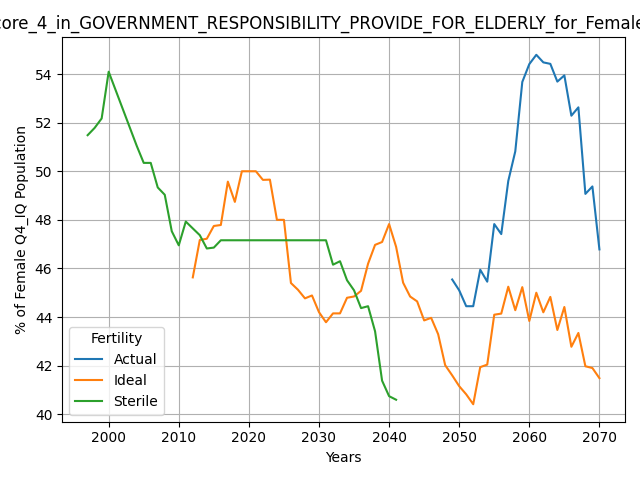 core_4_in_GOVERNMENT_RESPONSIBILITY_PROVIDE_FOR_ELDERLY_for_Female
% of Female Q4_IQ Population
54
52
50
48
46
44
42
40
Fertility
Actual
Ideal
Sterile
2000 2010 2020 2030 2040 2050 2060 2070
Years